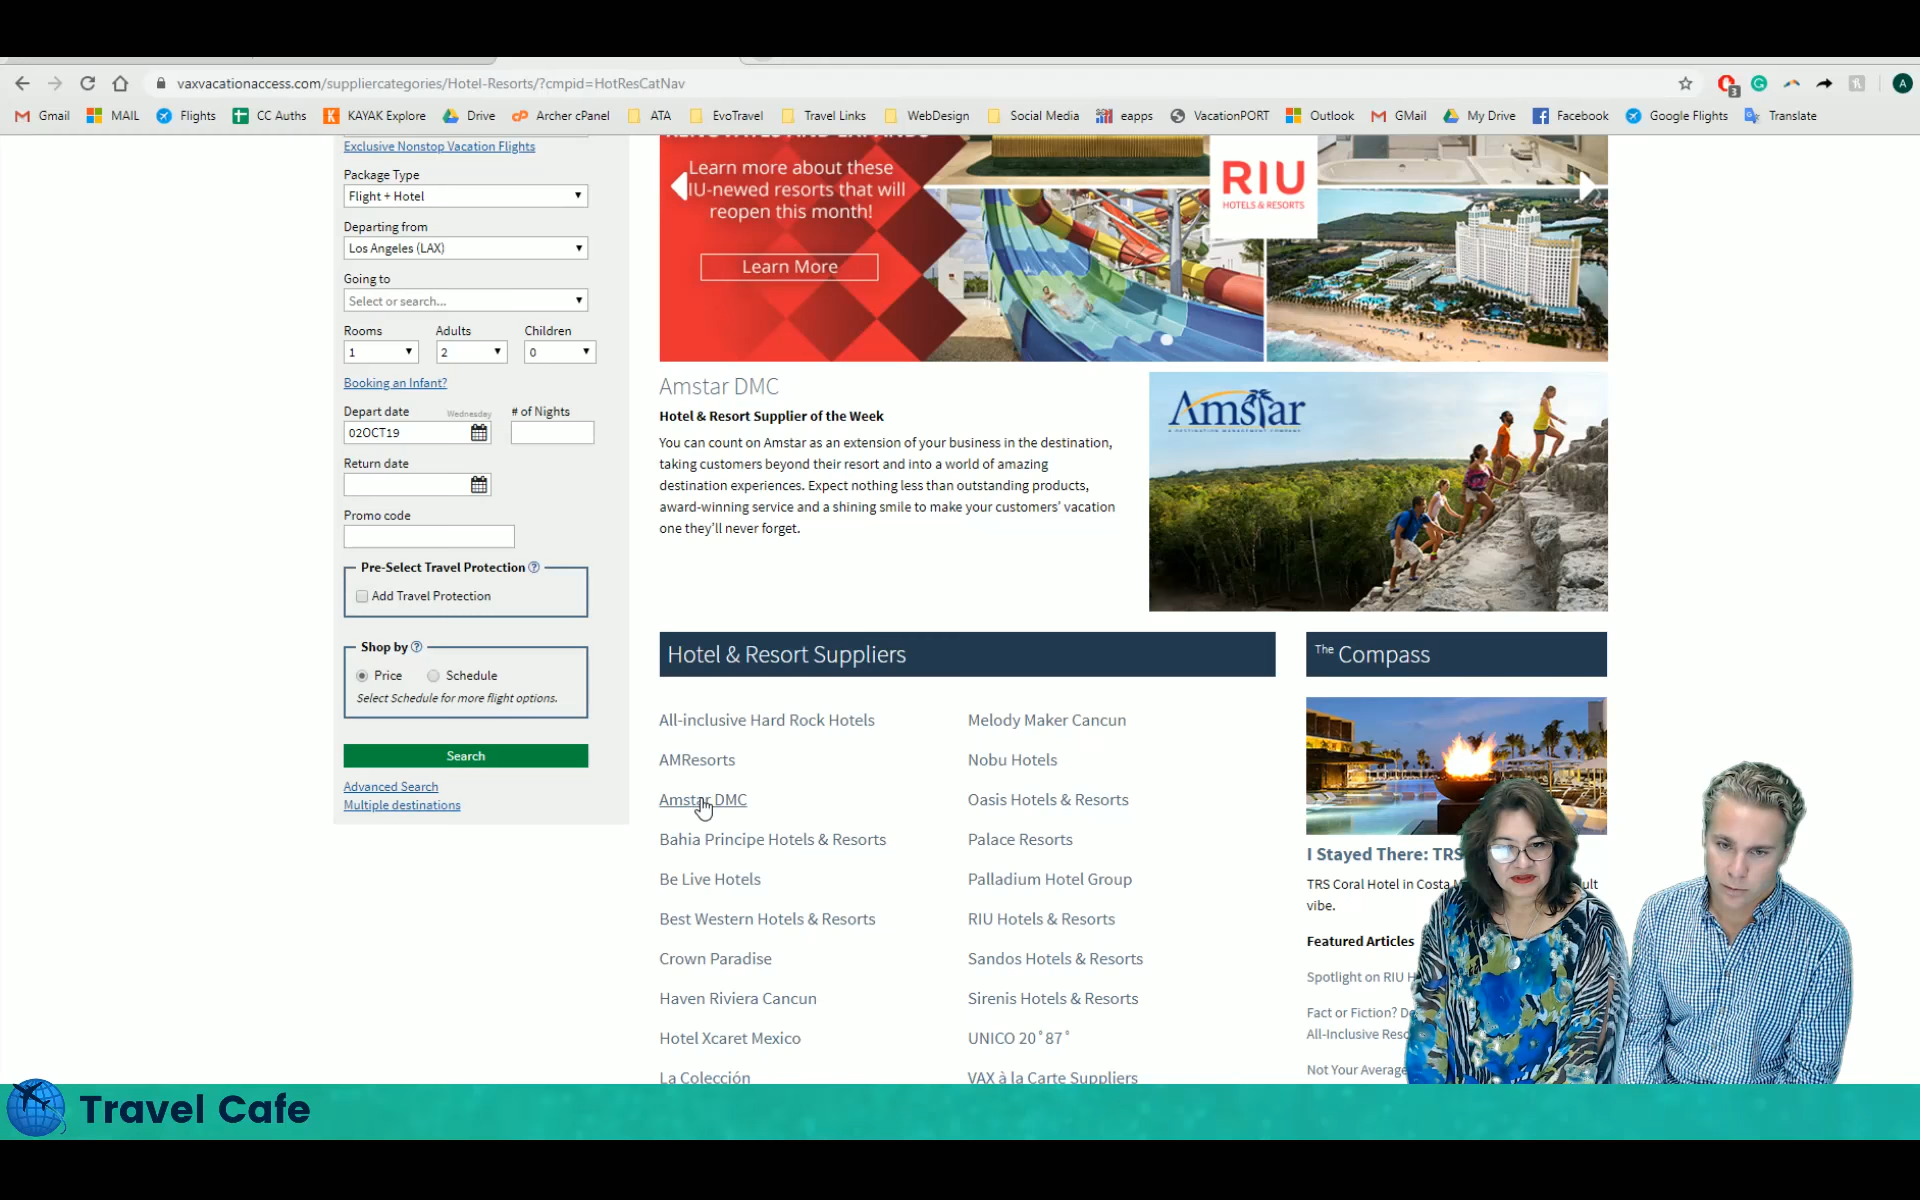 vaxvacationaccess.com/suppliercategories/Hotel-Resorts/?cmpid=HotResCatNav
3
A
Gmail
MAIL
Flights
CC Auths
KAYAK Explore
Drive
Archer cPanel
ATA
EvoTravel
Travel Links
WebDesign
Social Media
eapps
VacationPORT
Outlook
GMail
My Drive
Facebook
Google Flights
Translate
Exclusive Nonstop Vacation Flights
Package Type
Flight + Hotel
Departing from
Los Angeles (LAX)
Going to
Select or search...
Rooms Adults Children
1 2 0
Booking an Infant?
Depart date Wednesday # of Nights
02OCT19
Return date
Promo code
Pre-Select Travel Protection ?
Add Travel Protection
Shop by ?
Price Schedule
Select Schedule for more flight options.
Search
Advanced Search
Multiple destinations
Learn more about these
IU-newed resorts that will
reopen this month!
Learn More
RIU
HOTELS & RESORTS
Amstar DMC
Hotel & Resort Supplier of the Week
You can count on Amstar as an extension of your business in the destination,
taking customers beyond their resort and into a world of amazing
destination experiences. Expect nothing less than outstanding products,
award-winning service and a shining smile to make your customers' vacation
one they'll never forget.
Amstar
A DESTINATION MANAGEMENT COMPANY
Hotel & Resort Suppliers
All-inclusive Hard Rock Hotels
AMResorts
Amstar DMC
Bahia Principe Hotels & Resorts
Be Live Hotels
Best Western Hotels & Resorts
Crown Paradise
Haven Riviera Cancun
Hotel Xcaret Mexico
La Colección
Melody Maker Cancun
Nobu Hotels
Oasis Hotels & Resorts
Palace Resorts
Palladium Hotel Group
RIU Hotels & Resorts
Sandos Hotels & Resorts
Sirenis Hotels & Resorts
UNICO 20˚87˚
VAX à la Carte Suppliers
The Compass
I Stayed There: TRS
TRS Coral Hotel in Costa
vibe.
Featured Articles
Spotlight on RIU
Fact or Fiction?
All-Inclusive
Not Your Average
Travel Cafe